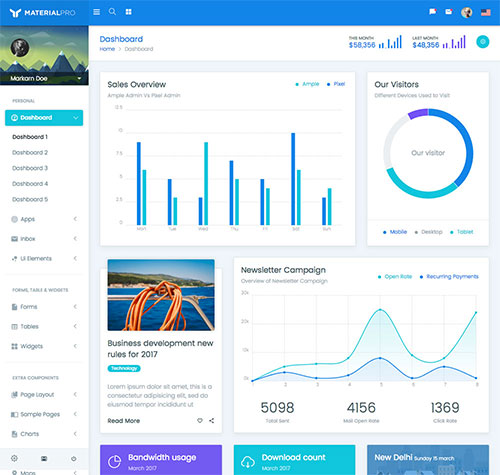 MATERIALPRO
Markarn Doe
PERSONAL
Dashboard
Dashboard 1
Dashboard 2
Dashboard 3
Dashboard 4
Dashboard 5
Apps
Inbox
Ui Elements
FORMS, TABLE & WIDGETS
Forms
Tables
Widgets
EXTRA COMPONENTS
Page Layout
Sample Pages
Charts
Dashboard
Home > Dashboard
THIS MONTH
$58,356
LAST MONTH
$48,356
Sales Overview
Ample Admin Vs Pixel Admin
Ample
Pixel
12.5
10
7.5
5
2.5
0
Mon Tue Wed Thu Fri Sat Sun
Our Visitors
Different Devices Used to Visit
Our visitor
Mobile Desktop Tablet
Business development new
rules for 2017
Technology
Lorem ipsum dolor sit amet,
consectetur adipisicing elit,
sed do eiusmod tempor
incididunt ut
Read More
Newsletter Campaign
Overview of Newsletter Campaign
Open Rate
Recurring Payments
30k
20k
10k
0k
2 3 4 5 6 7 8
5098
Total Sent
4156
Mail Open Rate
1369
Click Rate
Bandwidth usage
March 2017
Download count
March 2017
New Delhi Sunday 15 march